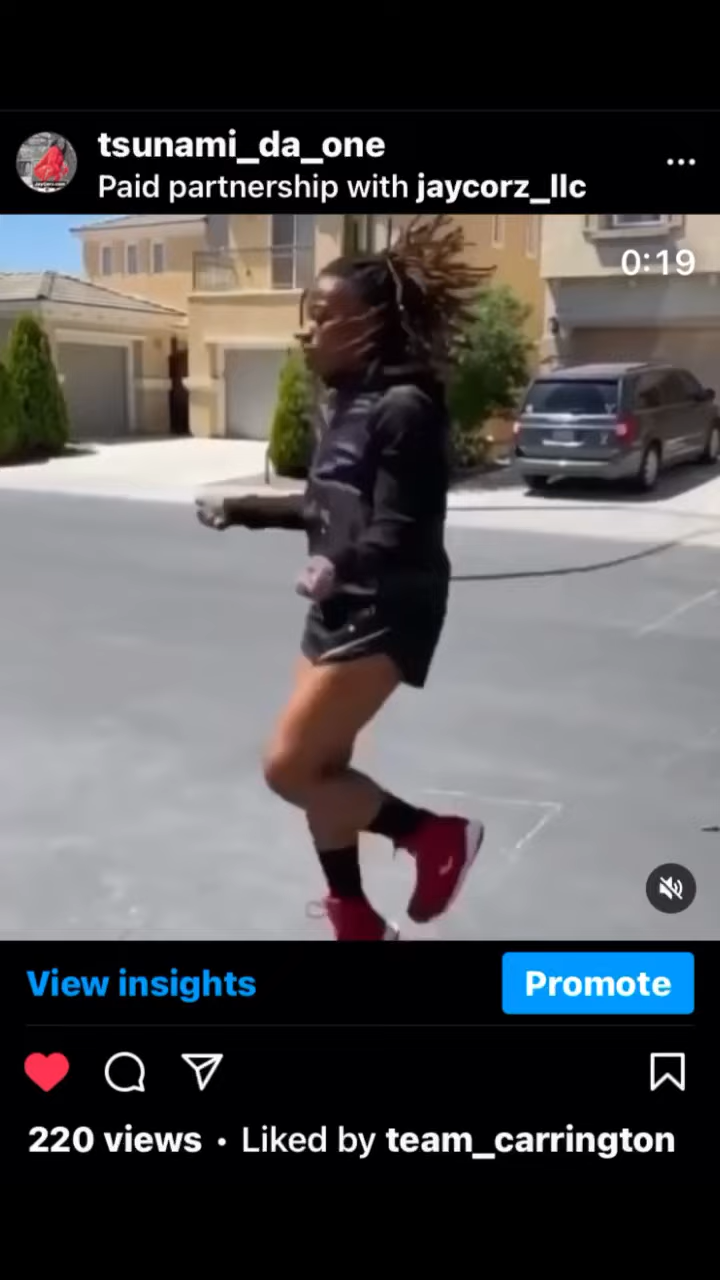 tsunami_da_one
Paid partnership with jaycorz_llc
0:19
View insights
Promote
220 views • Liked by team_carrington